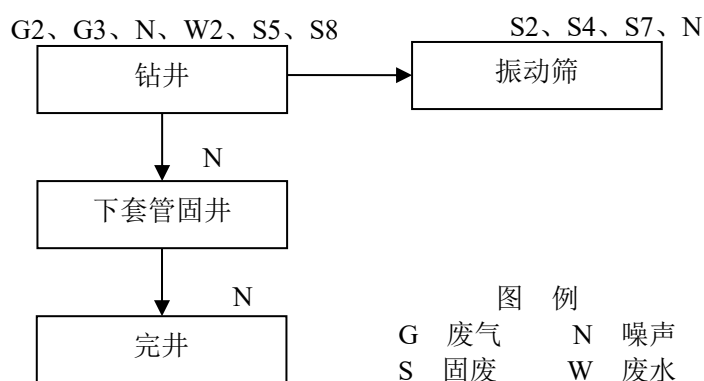 G2、G3、N、W2、S5、S8
S2、S4、S7、N
钻井
振动筛
N
下套管固井
N
完井
图 例
G 废气 N 噪声
S 固废 W 废水